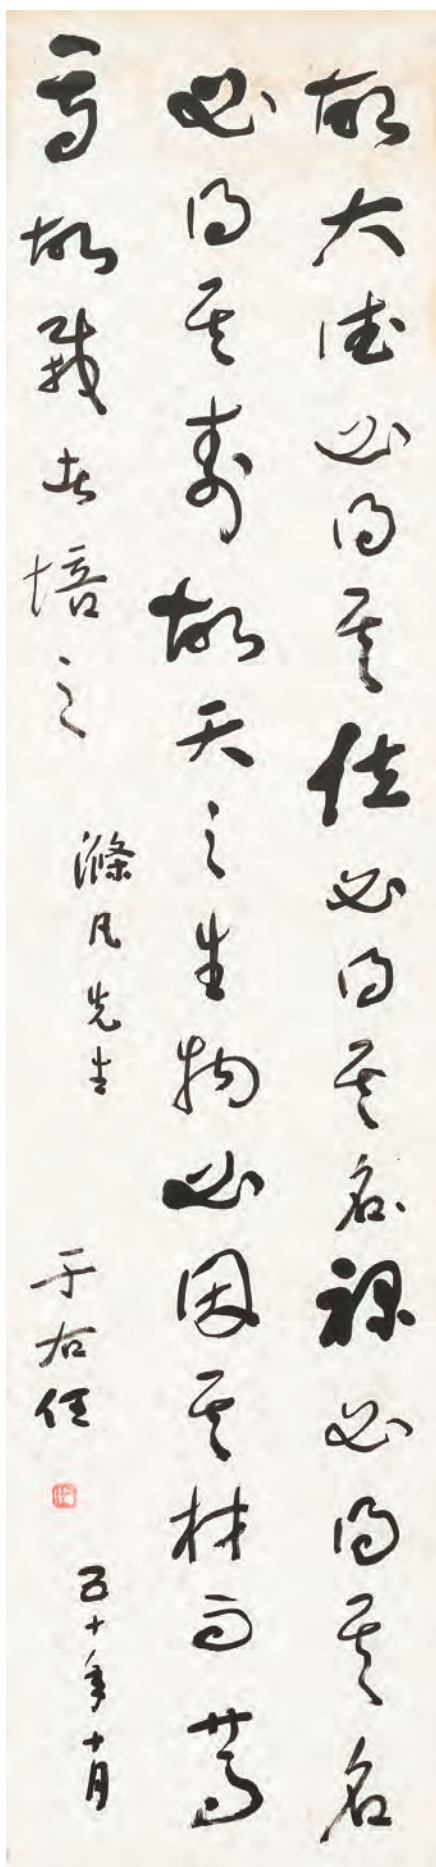 故大德必得其位必得其名祿必得其名
必得其壽故天之生物必因其材而篤
焉故栽者培之
滌凡先生
于右任
五十年十月